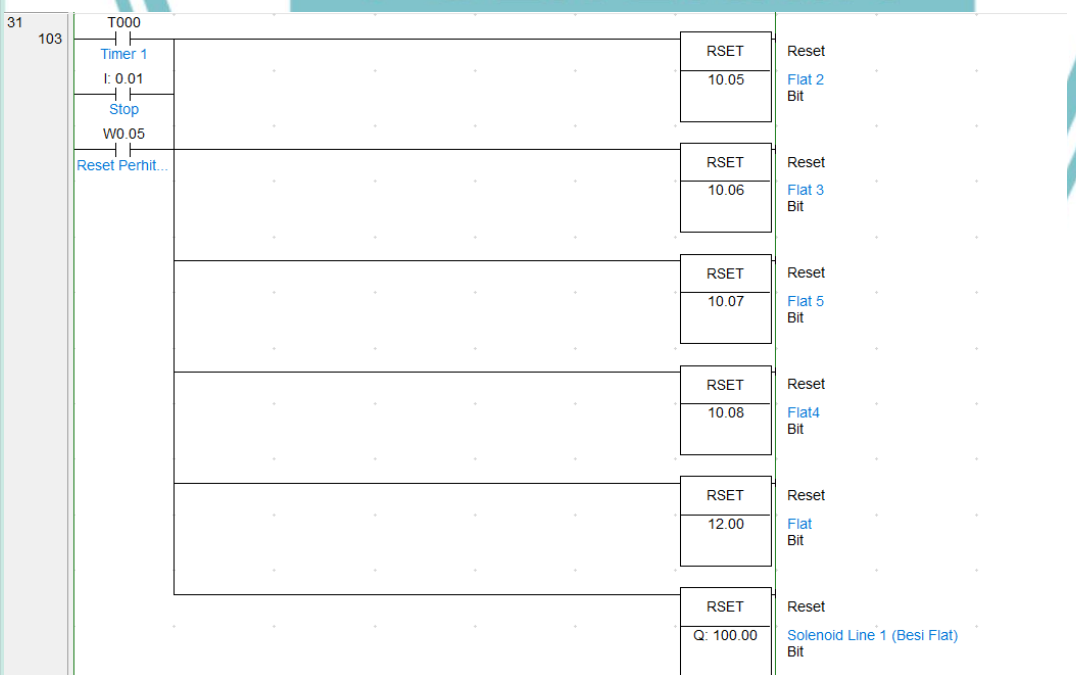 31
103
T000
Timer 1
I: 0.01
Stop
W0.05
Reset Perhit...
RSET Reset
10.05 Flat 2
Bit
RSET Reset
10.06 Flat 3
Bit
RSET Reset
10.07 Flat 5
Bit
RSET Reset
10.08 Flat4
Bit
RSET Reset
12.00 Flat
Bit
RSET Reset
Q: 100.00 Solenoid Line 1 (Besi Flat)
Bit